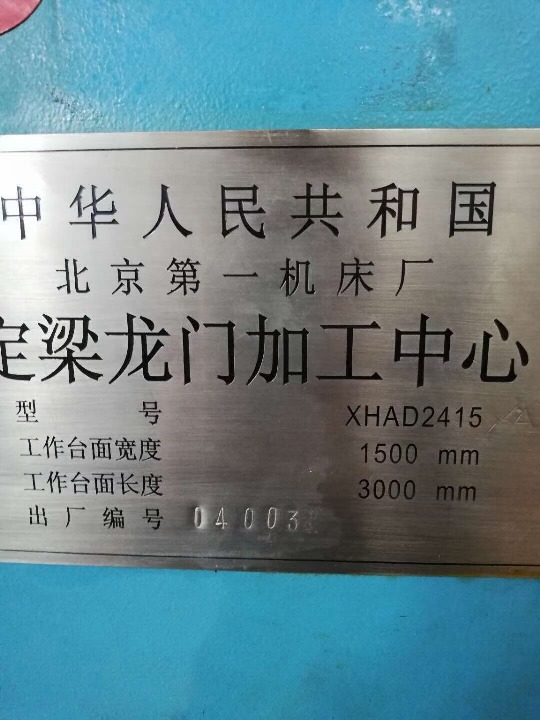 中华人民共和国
北京第一机床厂
定梁龙门加工中心
型号 XHAD2415
工作台面宽度 1500 mm
工作台面长度 3000 mm
出厂编号 04003